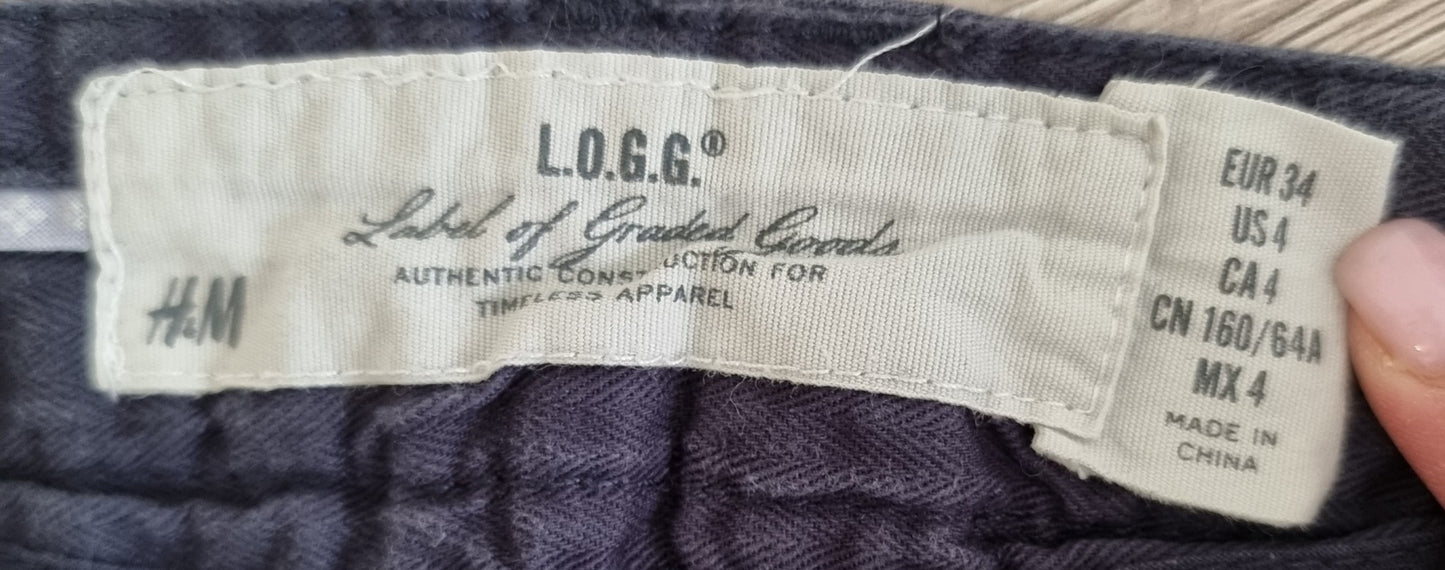 L.O.G.G.®
Label of Graded Goods
AUTHENTIC CONSTRUCTION FOR
TIMELESS APPAREL
H&M
EUR 34
US 4
CA 4
CN 160/64A
MX 4
MADE IN
CHINA